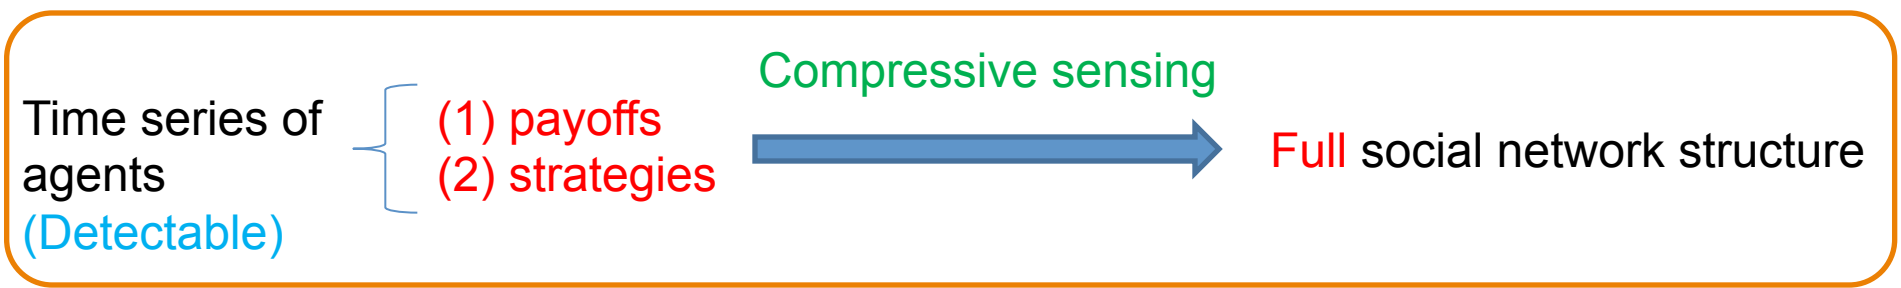 Time series of
agents
(Detectable)
(1) payoffs
(2) strategies
Compressive sensing
Full social network structure